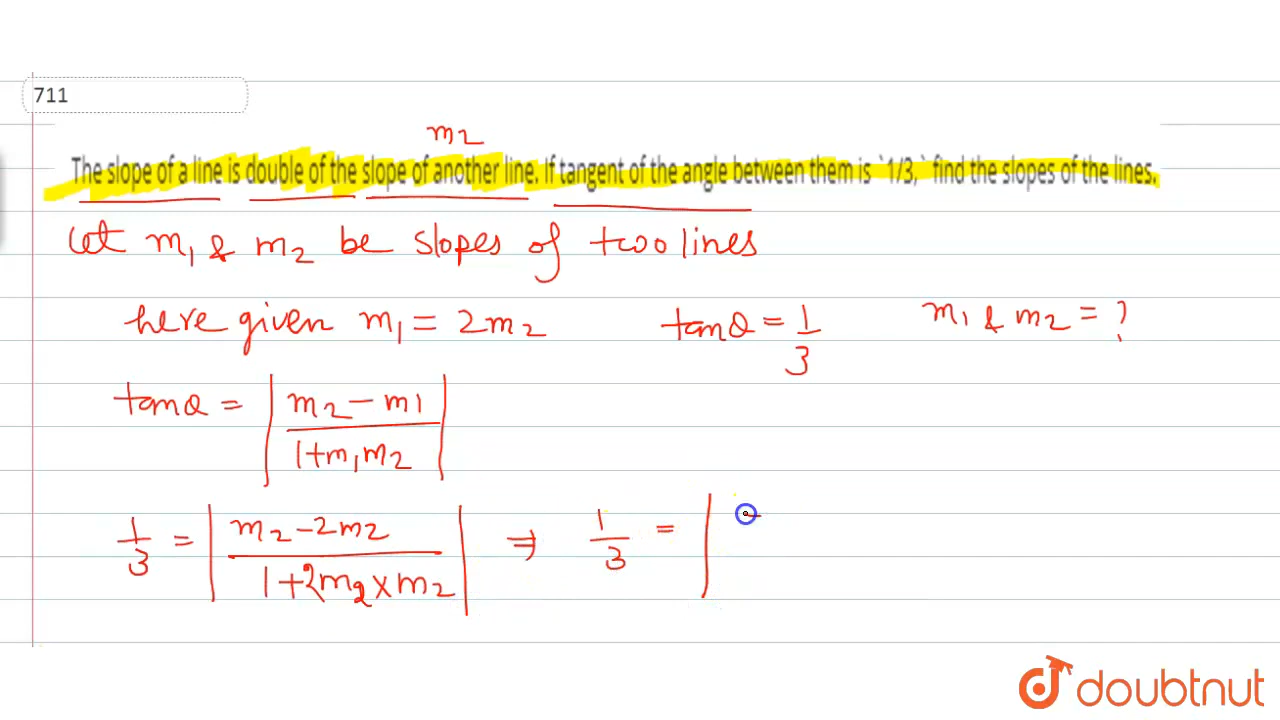 711
m2
The slope of a line is double of the slope of another line. If tangent of the angle between them is `1/3,` find the slopes of the lines.
Let m1 & m2 be slopes of two lines
here given m1 = 2m2 tanθ = 1/3 m1 & m2 = ?
tanθ = | m2 - m1 / 1+m1m2 |
1/3 = | m2 - 2m2 / 1+2m2×m2 | ⇒ 1/3 = | -
doubtnut